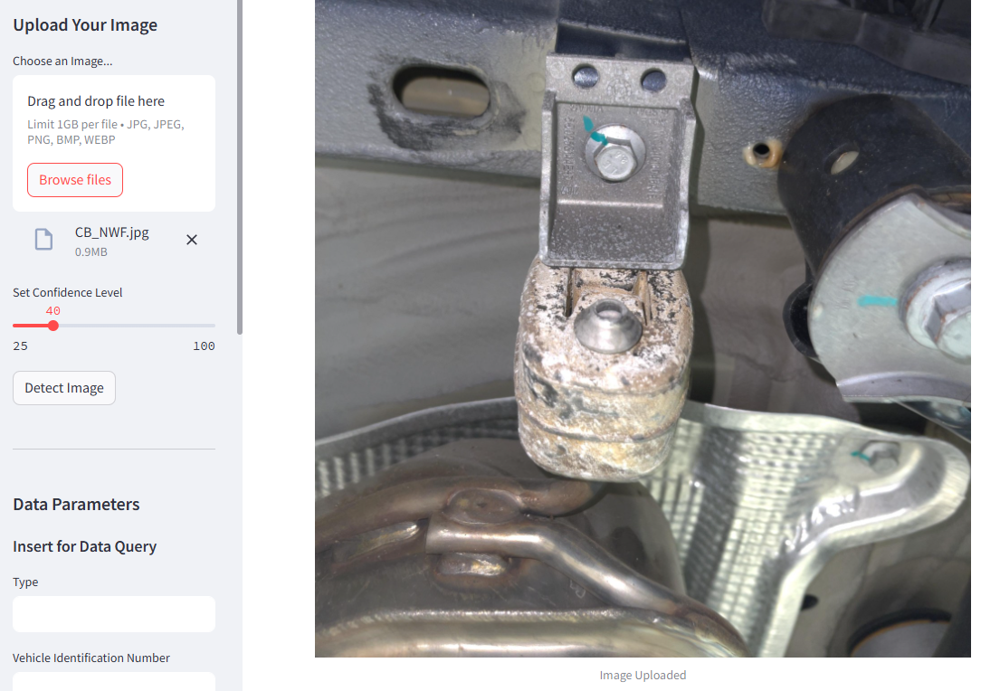 Upload Your Image
Choose an Image...
Drag and drop file here
Limit 1GB per file • JPG, JPEG,
PNG, BMP, WEBP
Browse files
CB_NWF.jpg
0.9MB
Set Confidence Level
40
25 100
Detect Image
Data Parameters
Insert for Data Query
Type
Vehicle Identification Number
Image Uploaded